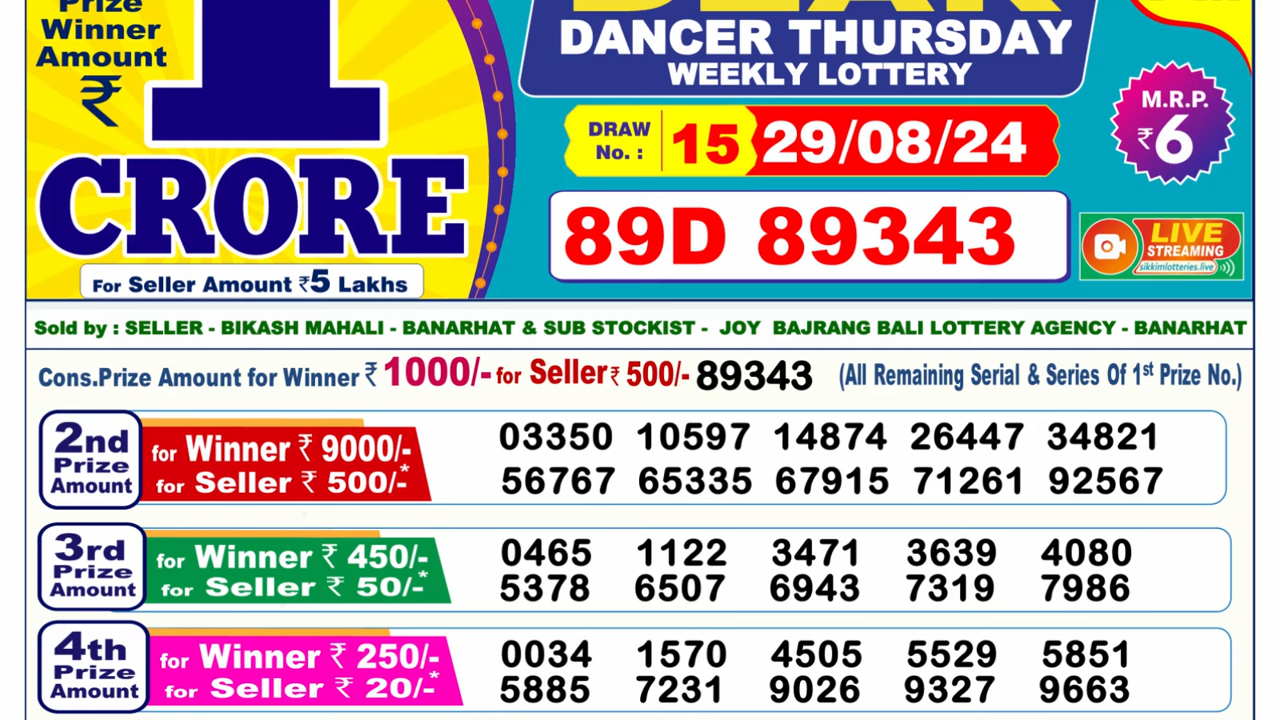 Prize
Winner
Amount
₹
1
CRORE
For Seller Amount ₹5 Lakhs
DEAR
DANCER THURSDAY
WEEKLY LOTTERY
DRAW
No. :
15
29/08/24
M.R.P.
₹6
89D 89343
LIVE
STREAMING
sikkimlotteries.live
Sold by : SELLER - BIKASH MAHALI - BANARHAT & SUB STOCKIST - JOY BAJRANG BALI LOTTERY AGENCY - BANARHAT
Cons.Prize Amount for Winner ₹ 1000/- for Seller ₹ 500/- 89343 (All Remaining Serial & Series Of 1st Prize No.)
2nd
Prize
Amount
for Winner ₹ 9000/-
for Seller ₹ 500/-*
03350 10597 14874 26447 34821
56767 65335 67915 71261 92567
3rd
Prize
Amount
for Winner ₹ 450/-
for Seller ₹ 50/-*
0465 1122 3471 3639 4080
5378 6507 6943 7319 7986
4th
Prize
Amount
for Winner ₹ 250/-
for Seller ₹ 20/-*
0034 1570 4505 5529 5851
5885 7231 9026 9327 9663